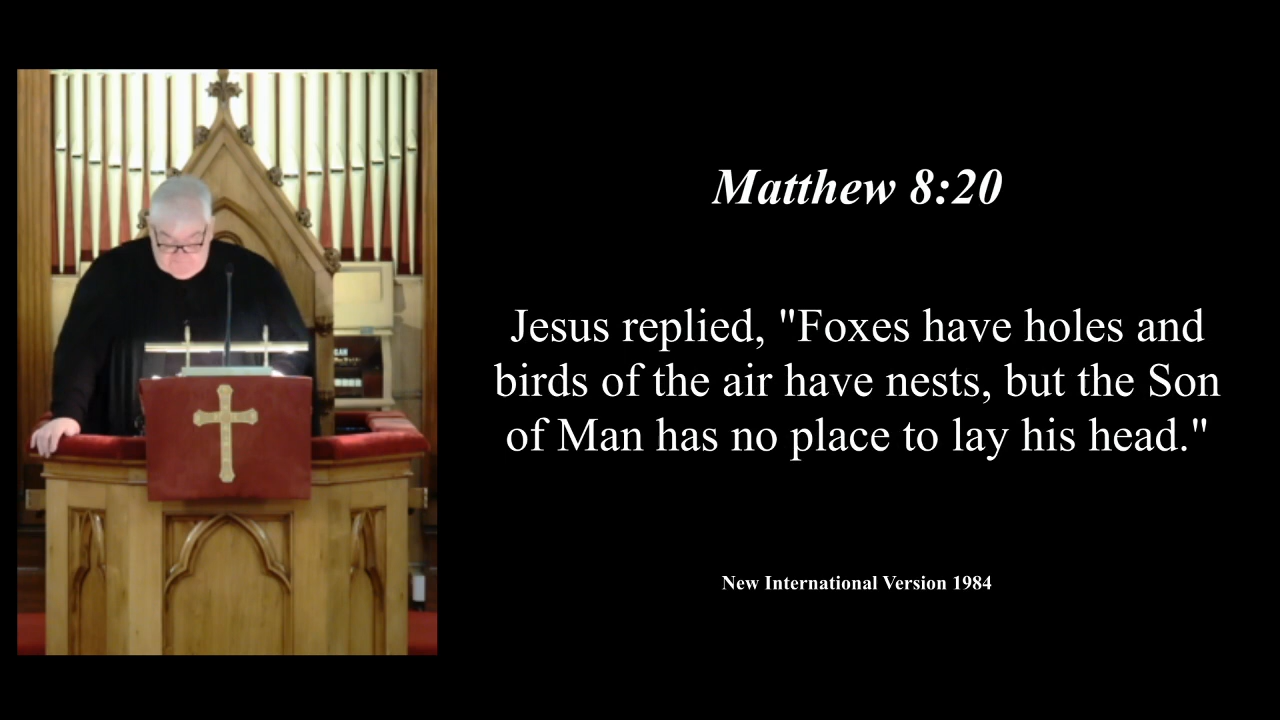 Matthew 8:20
Jesus replied, "Foxes have holes and
birds of the air have nests, but the Son
of Man has no place to lay his head."
New International Version 1984